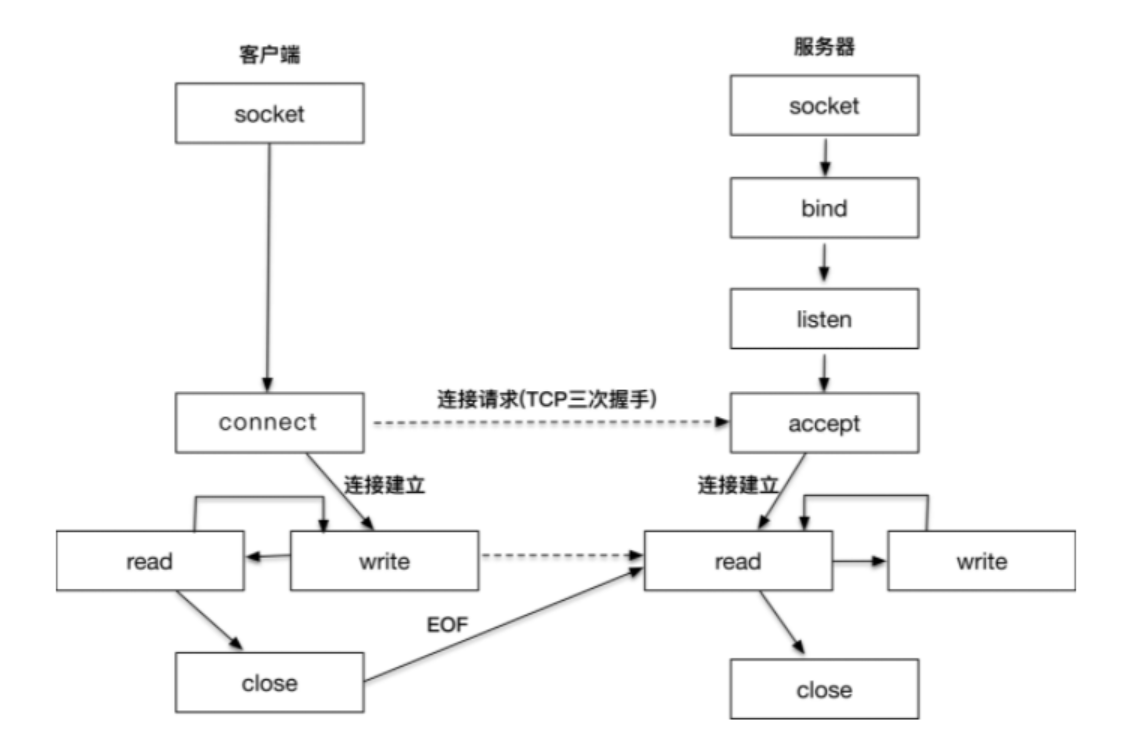 客户端
服务器
socket
socket
bind
listen
连接请求(TCP三次握手)
connect
accept
连接建立
连接建立
read
write
read
write
EOF
close
close